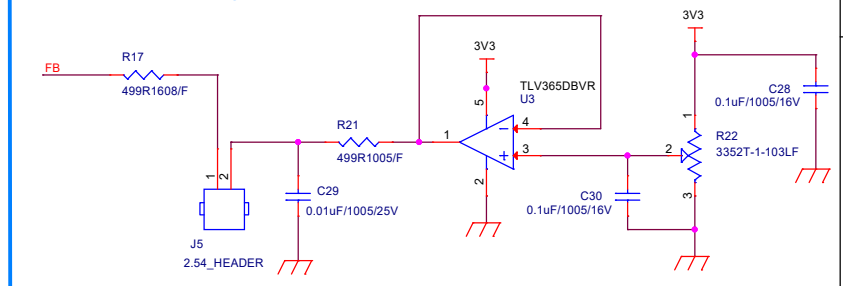 3V3
R17
FB
499R1608/F
3V3
TLV365DBVR
U3
C28
0.1uF/1005/16V
5
1
4
R21
1
R22
3352T-1-103LF
499R1005/F
3
2
2
3
1
2
C29
0.01uF/1005/25V
C30
0.1uF/1005/16V
J5
2.54_HEADER